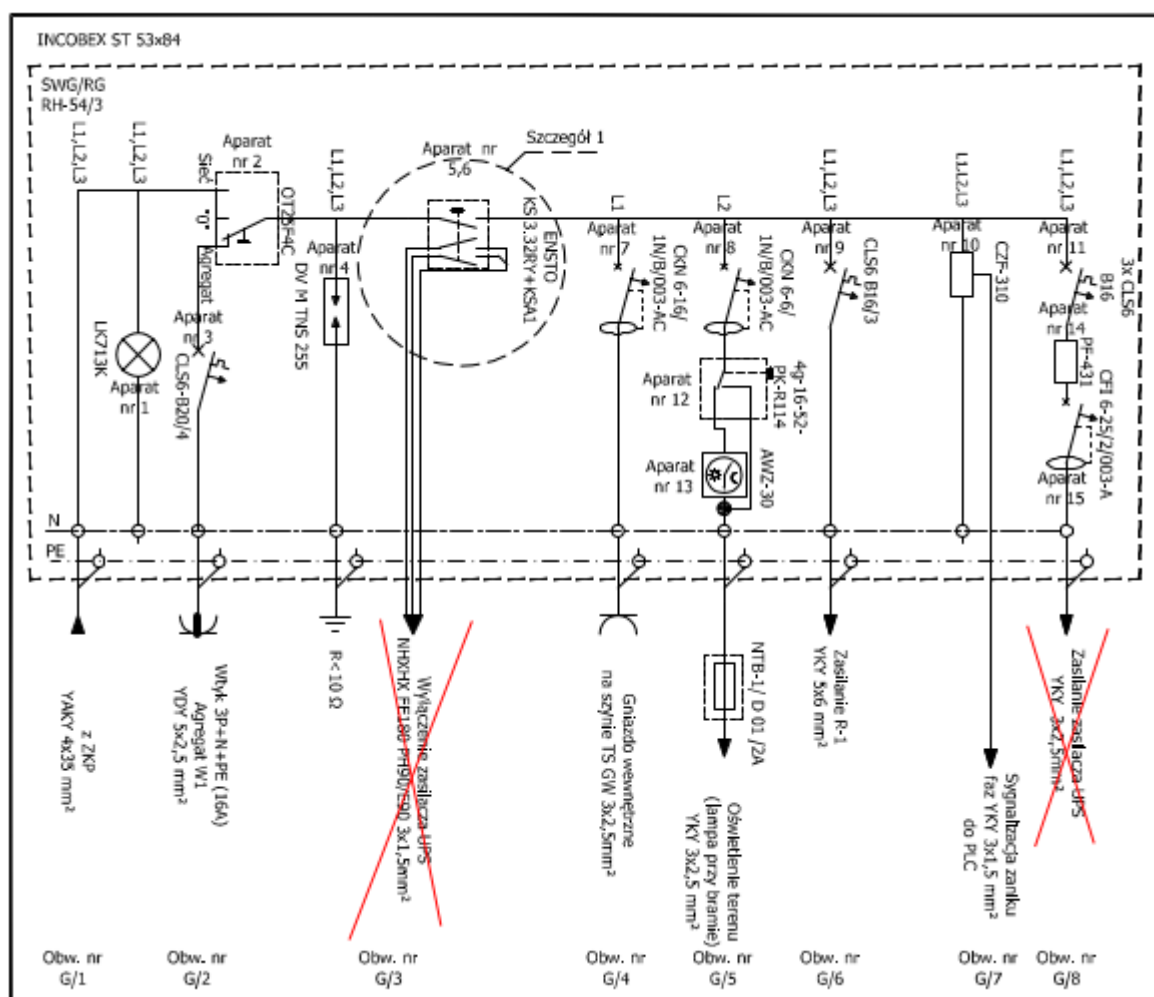 INCOBEX ST 53x84
SWG/RG
RH-54/3
L1,L2,L3
L1,L2,L3
Sieć
"0"
Agregat
Aparat
nr 2
OT25F4C
L1,L2,L3
Aparat nr
5,6
Szczegół 1
ENSTO
KS 3.32RY+KSA1
L1
L2
L1,L2,L3
L1,L2,L3
L1,L2,L3
Aparat
nr 7
CKN 6-16/
1N/B/003-AC
Aparat
nr 8
CKN 6-6/
1N/B/003-AC
Aparat
nr 9
CLS6 B16/3
Aparat
nr 10
CZF-310
Aparat
nr 11
3x CLS6
B16
Aparat
nr 4
DV M TNS 255
LK713K
Aparat
nr 1
Aparat
nr 3
CLS6-B20/4
Aparat
nr 12
4g-16-52-
PK-R114
Aparat
nr 13
AWZ-30
Aparat
nr 14
PF-431
CFI 6-25/2/003-A
Aparat
nr 15
N
PE
z ZKP
YAKY 4x35 mm²
Wtyk 3P+N+PE (16A)
Agregat W1
YDY 5x2,5 mm²
R<10 Ω
Wyłączenie zasilacza UPS
NHXHX FE180 PH90/E90 3x1,5mm²
Gniazdo wewnętrzne
na szynie TS GW 3x2,5mm²
NTB-1/ D 01 /2A
Oświetlenie terenu
(lampa przy bramie)
YKY 3x2,5 mm²
Zasilanie R-1
YKY 5x6 mm²
Sygnalizacja zaniku
faz YKY 3x1,5 mm²
do PLC
Zasilanie zasilacza UPS
YKY 3x2,5mm²
Obw. nr
G/1
Obw. nr
G/2
Obw. nr
G/3
Obw. nr
G/4
Obw. nr
G/5
Obw. nr
G/6
Obw. nr
G/7
Obw. nr
G/8